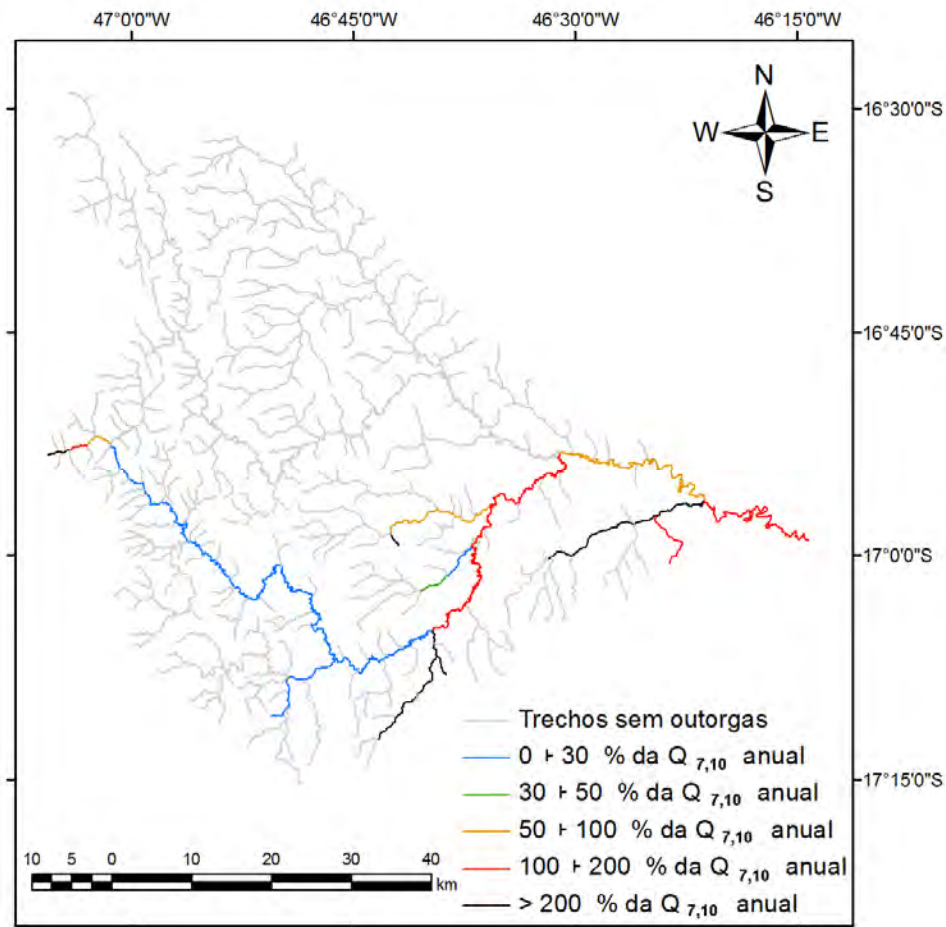 47°0'0"W 46°45'0"W 46°30'0"W 46°15'0"W
N
W E
S
16°30'0"S
16°45'0"S
17°0'0"S
17°15'0"S
Trechos sem outorgas
0 ⊦ 30 % da Q 7,10 anual
30 ⊦ 50 % da Q 7,10 anual
50 ⊦ 100 % da Q 7,10 anual
100 ⊦ 200 % da Q 7,10 anual
> 200 % da Q 7,10 anual
10 5 0 10 20 30 40
km